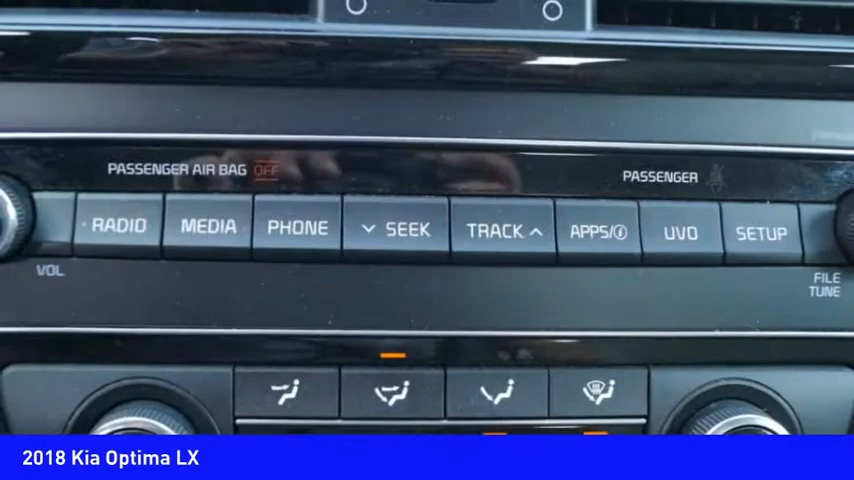 PASSENGER AIR BAG OFF
PASSENGER
RADIO MEDIA PHONE SEEK TRACK APPS/i UVO SETUP
VOL
FILE
TUNE
2018 Kia Optima LX